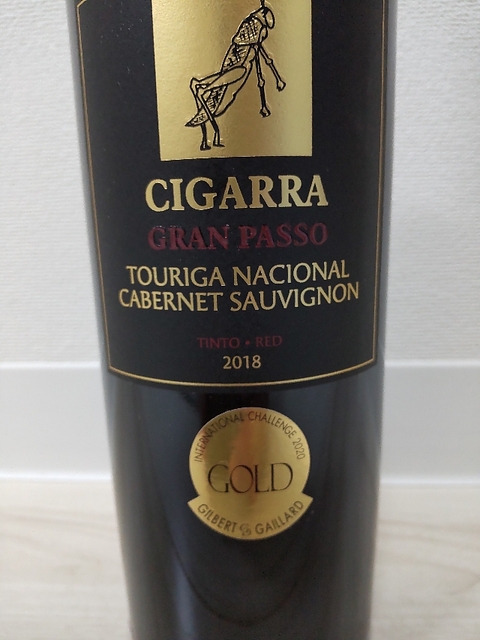 CIGARRA
GRAN PASSO
TOURIGA NACIONAL
CABERNET SAUVIGNON
TINTO • RED
2018
INTERNATIONAL CHALLENGE 2020
GOLD
GILBERT & GAILLARD